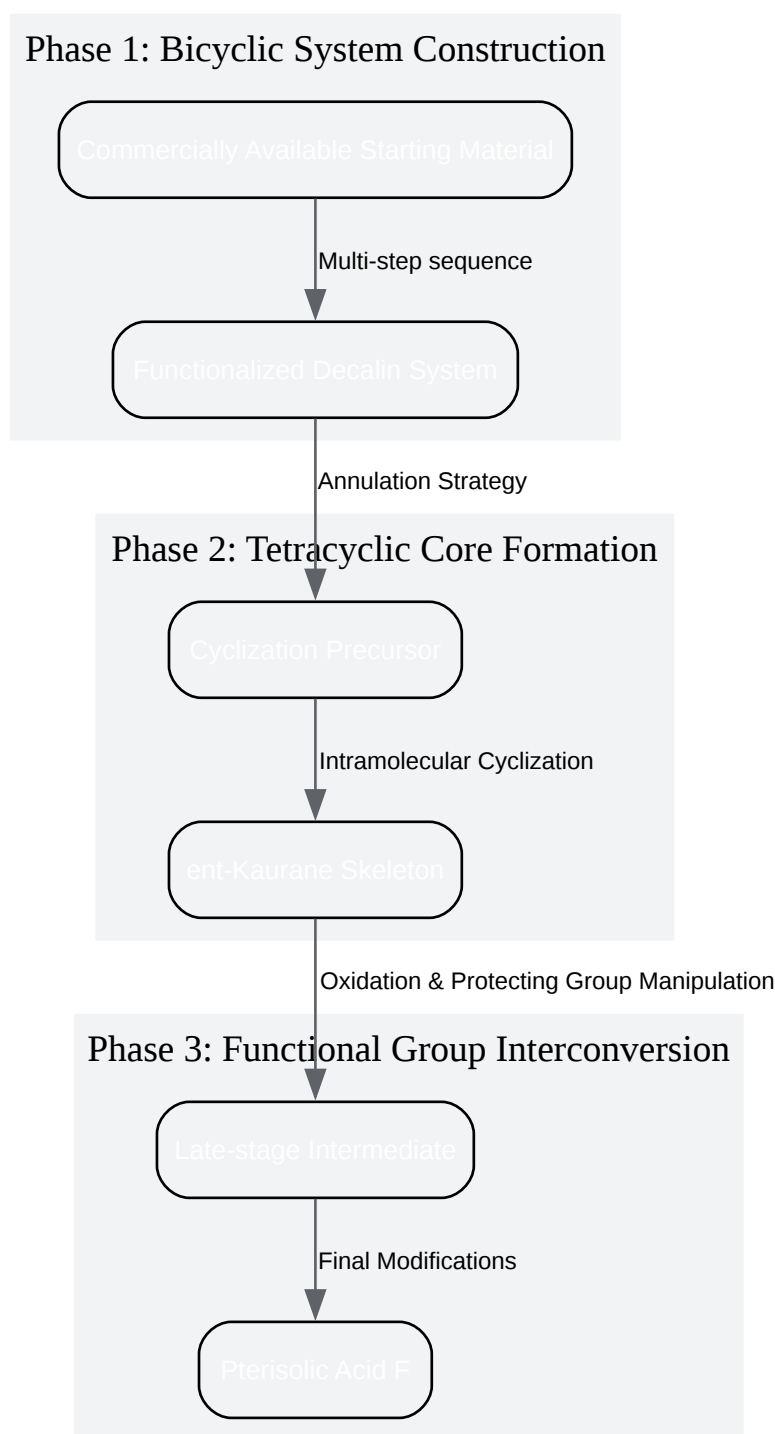 Phase 1: Bicyclic System Construction
Commercially Available Starting Material
Multi-step sequence
Functionalized Decalin System
Annulation Strategy
Phase 2: Tetracyclic Core Formation
Cyclization Precursor
Intramolecular Cyclization
ent-Kaurane Skeleton
Oxidation & Protecting Group Manipulation
Phase 3: Functional Group Interconversion
Late-stage Intermediate
Final Modifications
Pterisolic Acid F